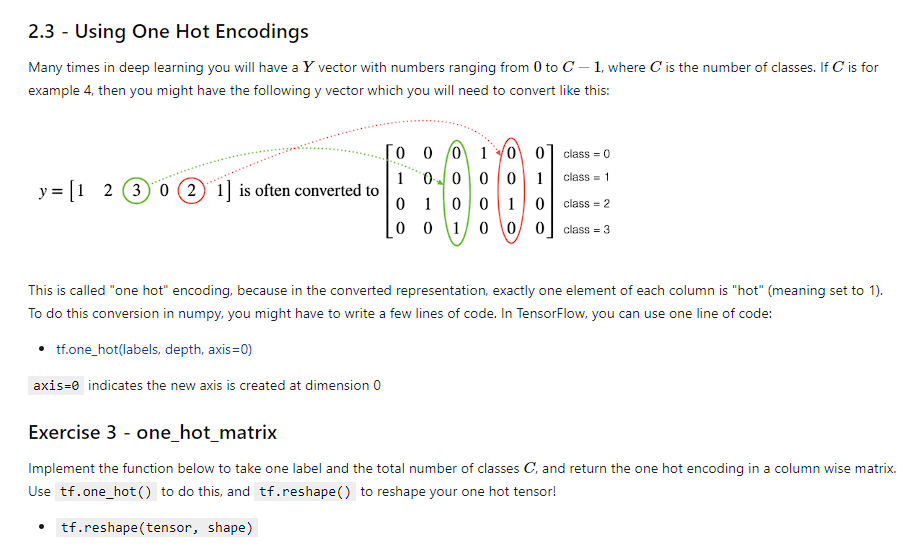 2.3 - Using One Hot Encodings
Many times in deep learning you will have a Y vector with numbers ranging from 0 to C − 1, where C is the number of classes. If C is for
example 4, then you might have the following y vector which you will need to convert like this:
y = [1 2 3 0 2 1] is often converted to
0 0 0 1 0 0 class = 0
1 0 0 0 0 1 class = 1
0 1 0 0 1 0 class = 2
0 0 1 0 0 0 class = 3
This is called "one hot" encoding, because in the converted representation, exactly one element of each column is "hot" (meaning set to 1).
To do this conversion in numpy, you might have to write a few lines of code. In TensorFlow, you can use one line of code:
• tf.one_hot(labels, depth, axis=0)
axis=0 indicates the new axis is created at dimension 0
Exercise 3 - one_hot_matrix
Implement the function below to take one label and the total number of classes C, and return the one hot encoding in a column wise matrix.
Use tf.one_hot() to do this, and tf.reshape() to reshape your one hot tensor!
• tf.reshape(tensor, shape)